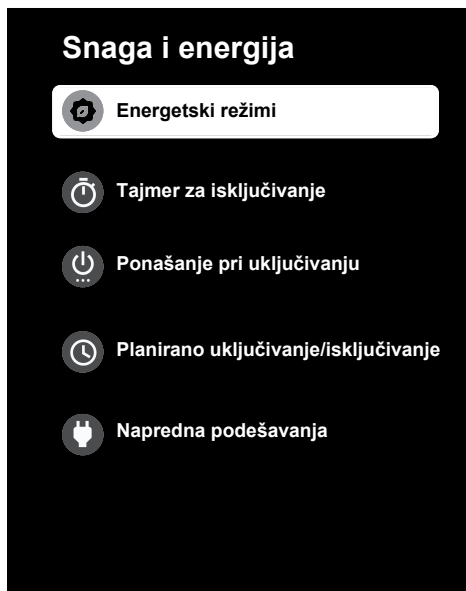 Snaga i energija
Energetski režimi
Tajmer za isključivanje
Ponašanje pri uključivanju
Planirano uključivanje/isključivanje
Napredna podešavanja